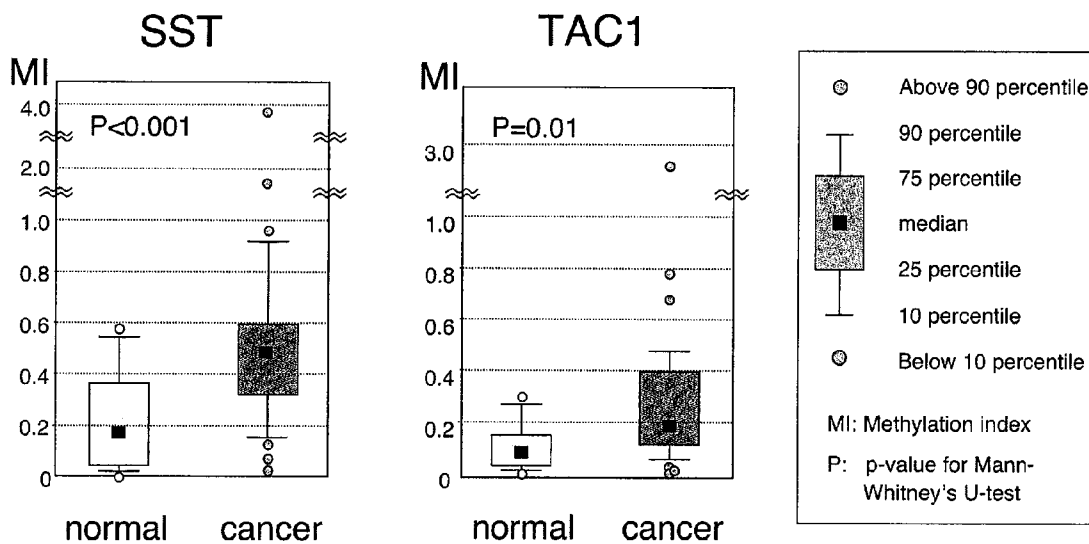 SST
MI
4.0
P<0.001
2.0
1.0
0.8
0.6
0.4
0.2
0
normal cancer
TAC1
MI
P=0.01
3.0
1.0
0.8
0.6
0.4
0.2
0
normal cancer
Above 90 percentile
90 percentile
75 percentile
median
25 percentile
10 percentile
Below 10 percentile
MI: Methylation index
P: p-value for Mann-
Whitney's U-test